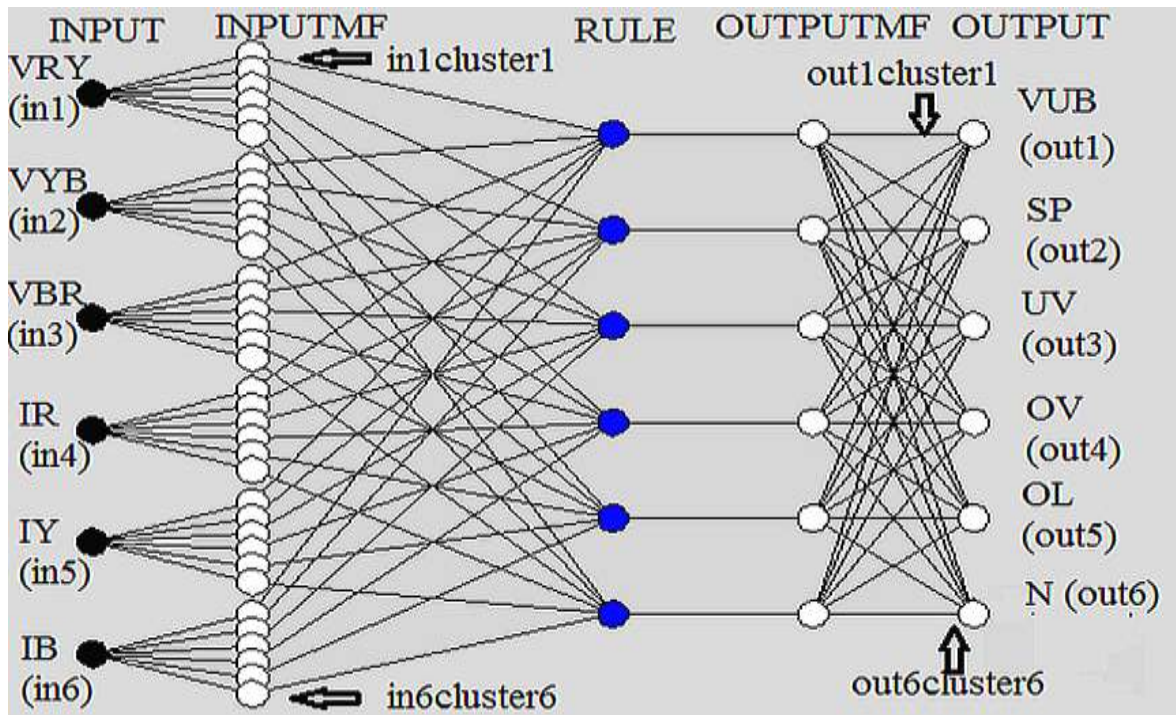 INPUT INPUTMF RULE OUTPUTMF OUTPUT
in1cluster1
out1cluster1
VRY
(in1)
VYB
(in2)
VBR
(in3)
IR
(in4)
IY
(in5)
IB
(in6)
in6cluster6
VUB
(out1)
SP
(out2)
UV
(out3)
OV
(out4)
OL
(out5)
N (out6)
out6cluster6